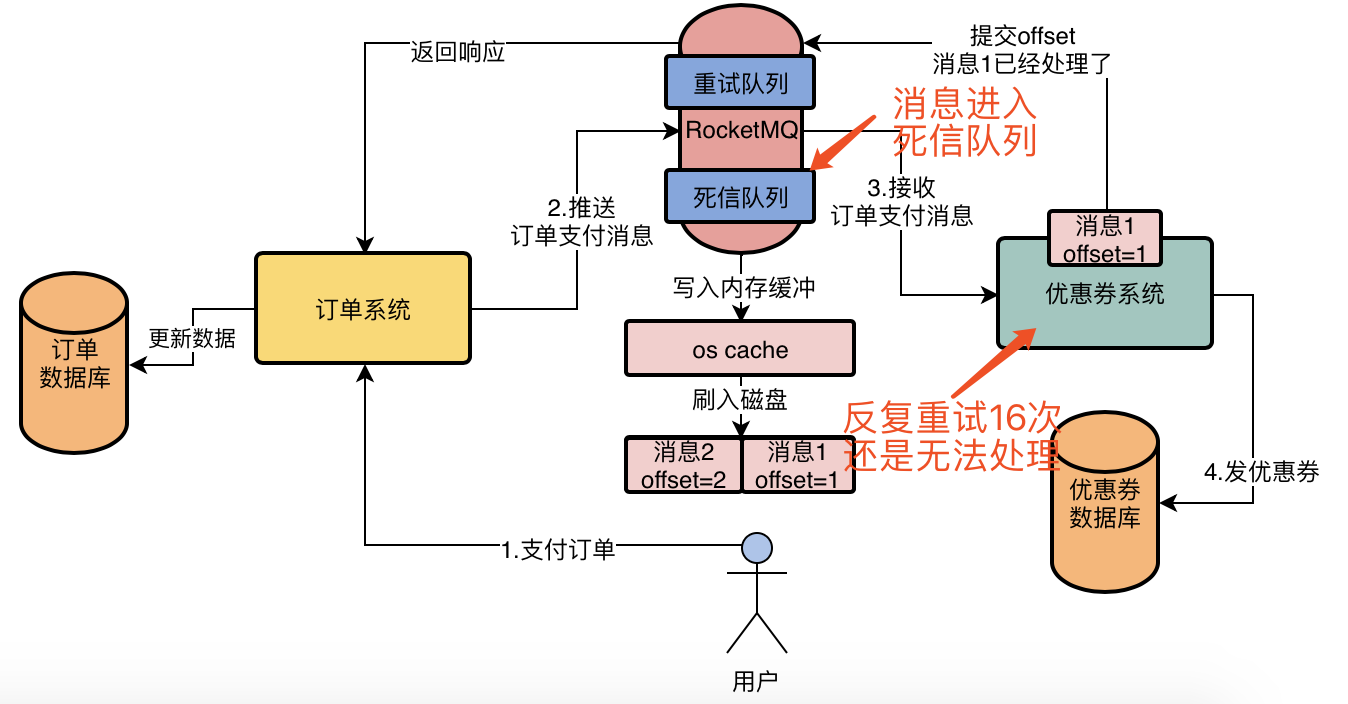 返回响应
提交offset
消息1已经处理了
重试队列
消息进入
死信队列
RocketMQ
死信队列
3.接收
订单支付消息
2.推送
订单支付消息
消息1
offset=1
优惠券系统
写入内存缓冲
订单系统
更新数据
订单
数据库
os cache
刷入磁盘
反复重试16次
还是无法处理
消息2
offset=2
消息1
offset=1
4.发优惠券
优惠券
数据库
1.支付订单
用户